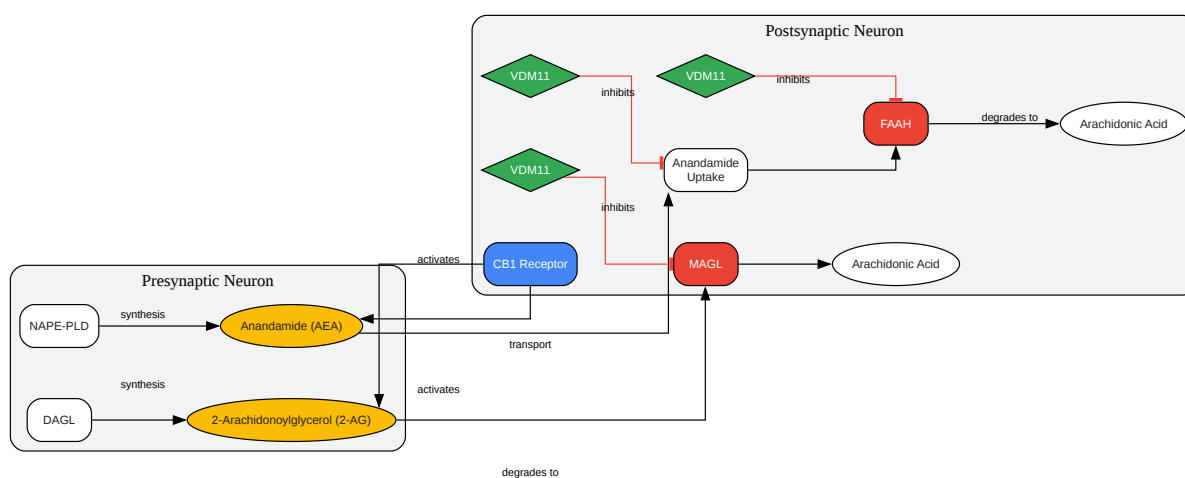 Postsynaptic Neuron
VDM11
VDM11
inhibits
inhibits
FAAH
degrades to
Arachidonic Acid
VDM11
Anandamide
Uptake
inhibits
activates
CB1 Receptor
MAGL
Arachidonic Acid
Presynaptic Neuron
NAPE-PLD
synthesis
Anandamide (AEA)
transport
synthesis
activates
DAGL
2-Arachidonoylglycerol (2-AG)
degrades to